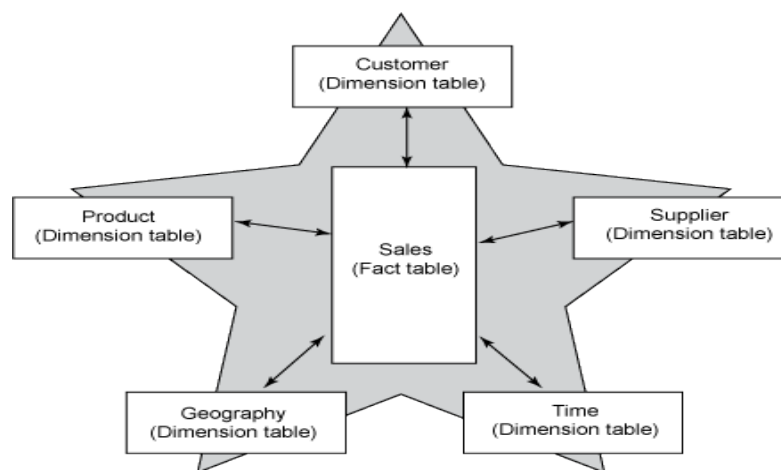 Customer
(Dimension table)
Product
(Dimension table)
Supplier
(Dimension table)
Sales
(Fact table)
Geography
(Dimension table)
Time
(Dimension table)